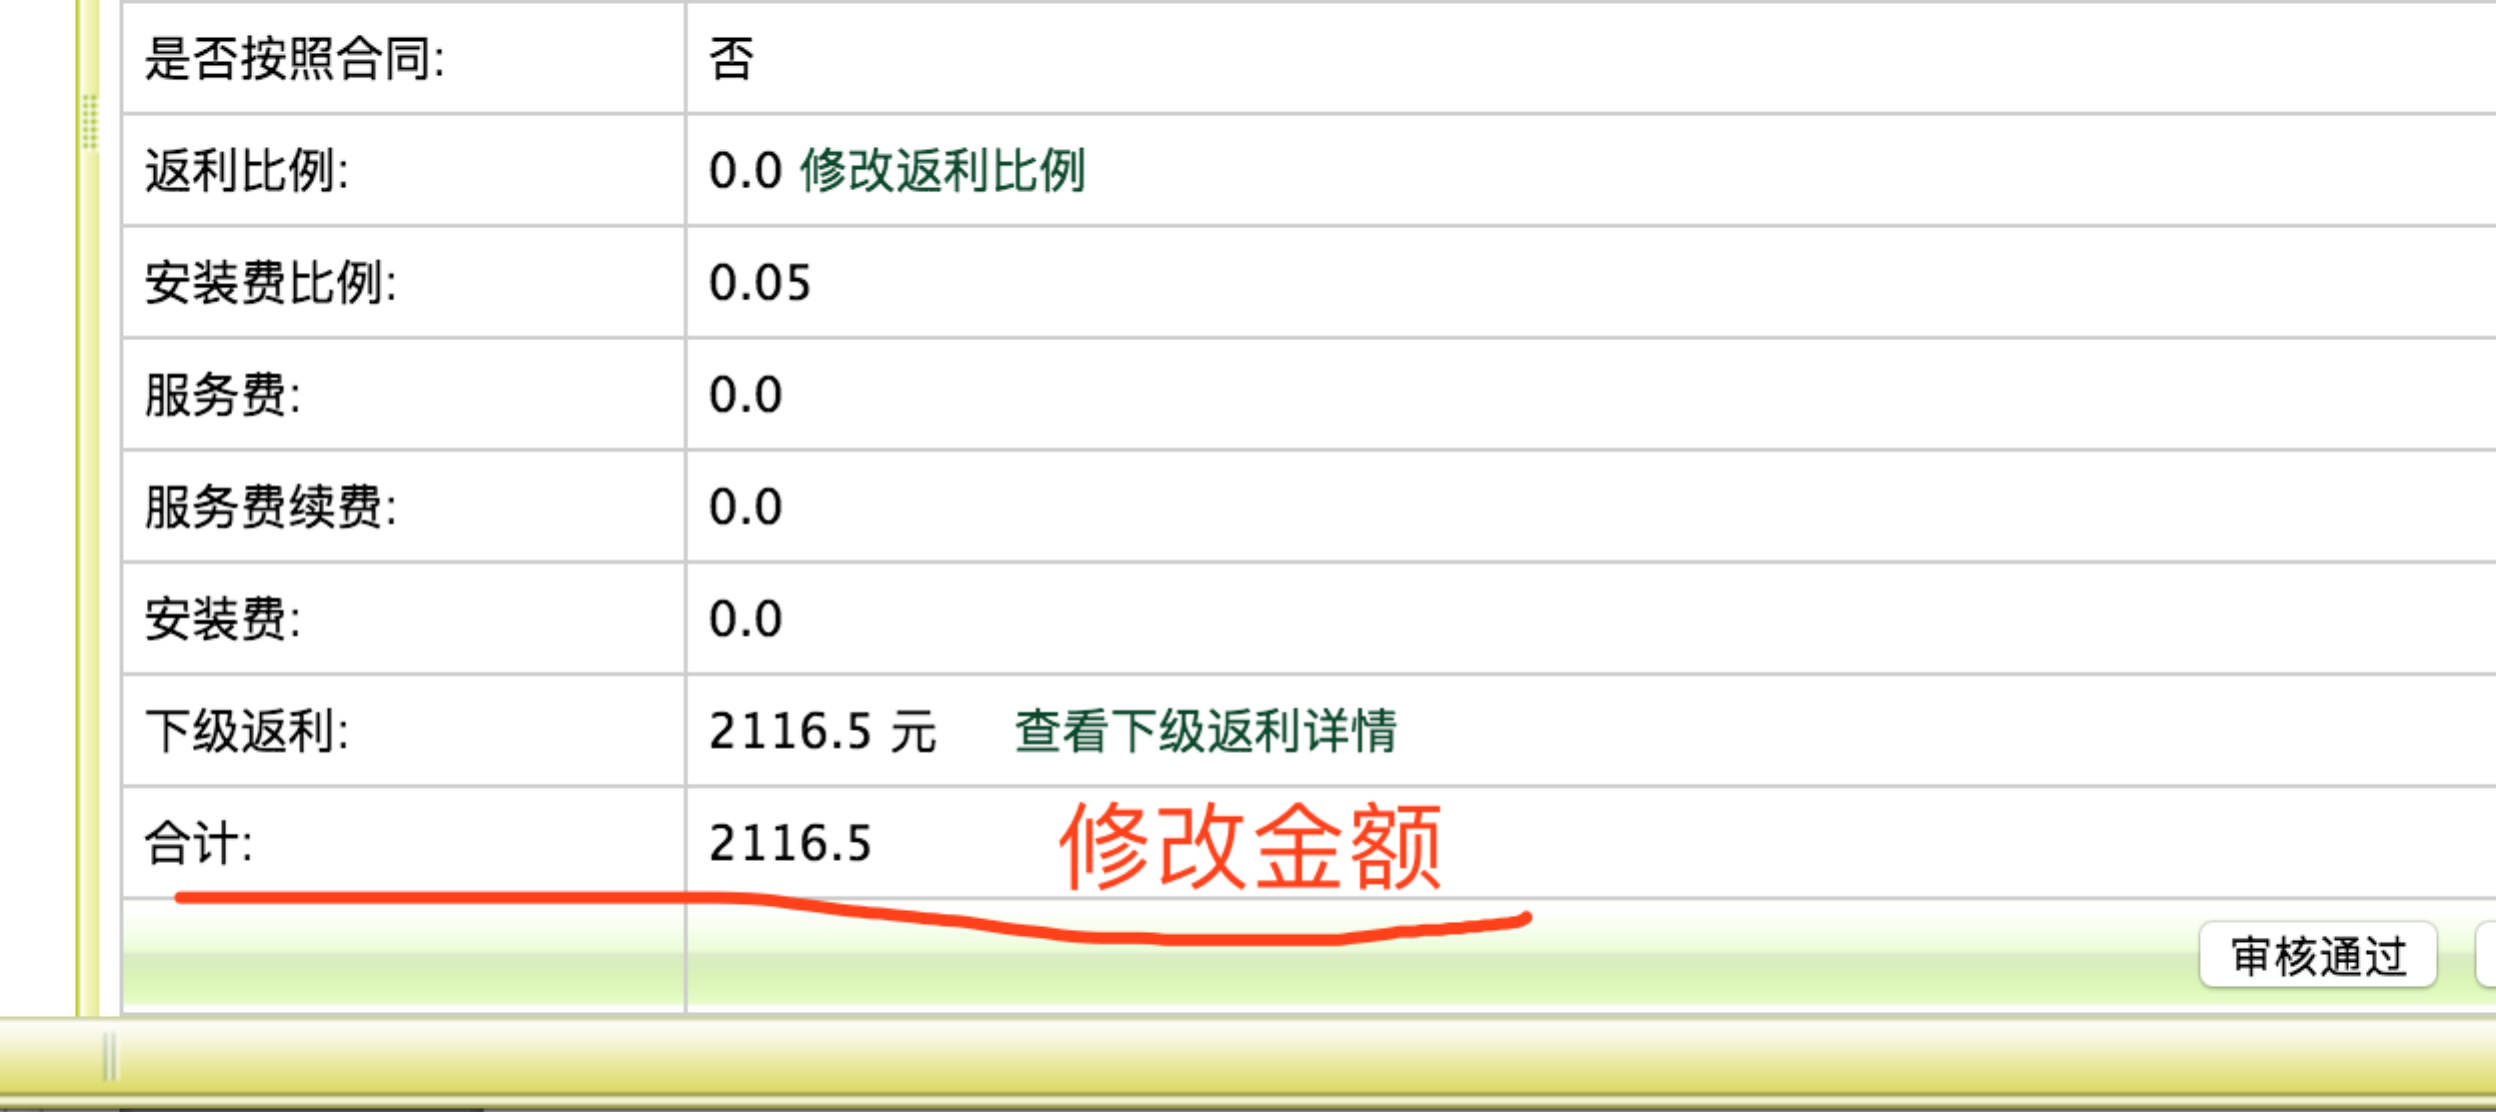 是否按照合同: 否
返利比例: 0.0 修改返利比例
安装费比例: 0.05
服务费: 0.0
服务费续费: 0.0
安装费: 0.0
下级返利: 2116.5 元 查看下级返利详情
合计: 2116.5 修改金额
审核通过